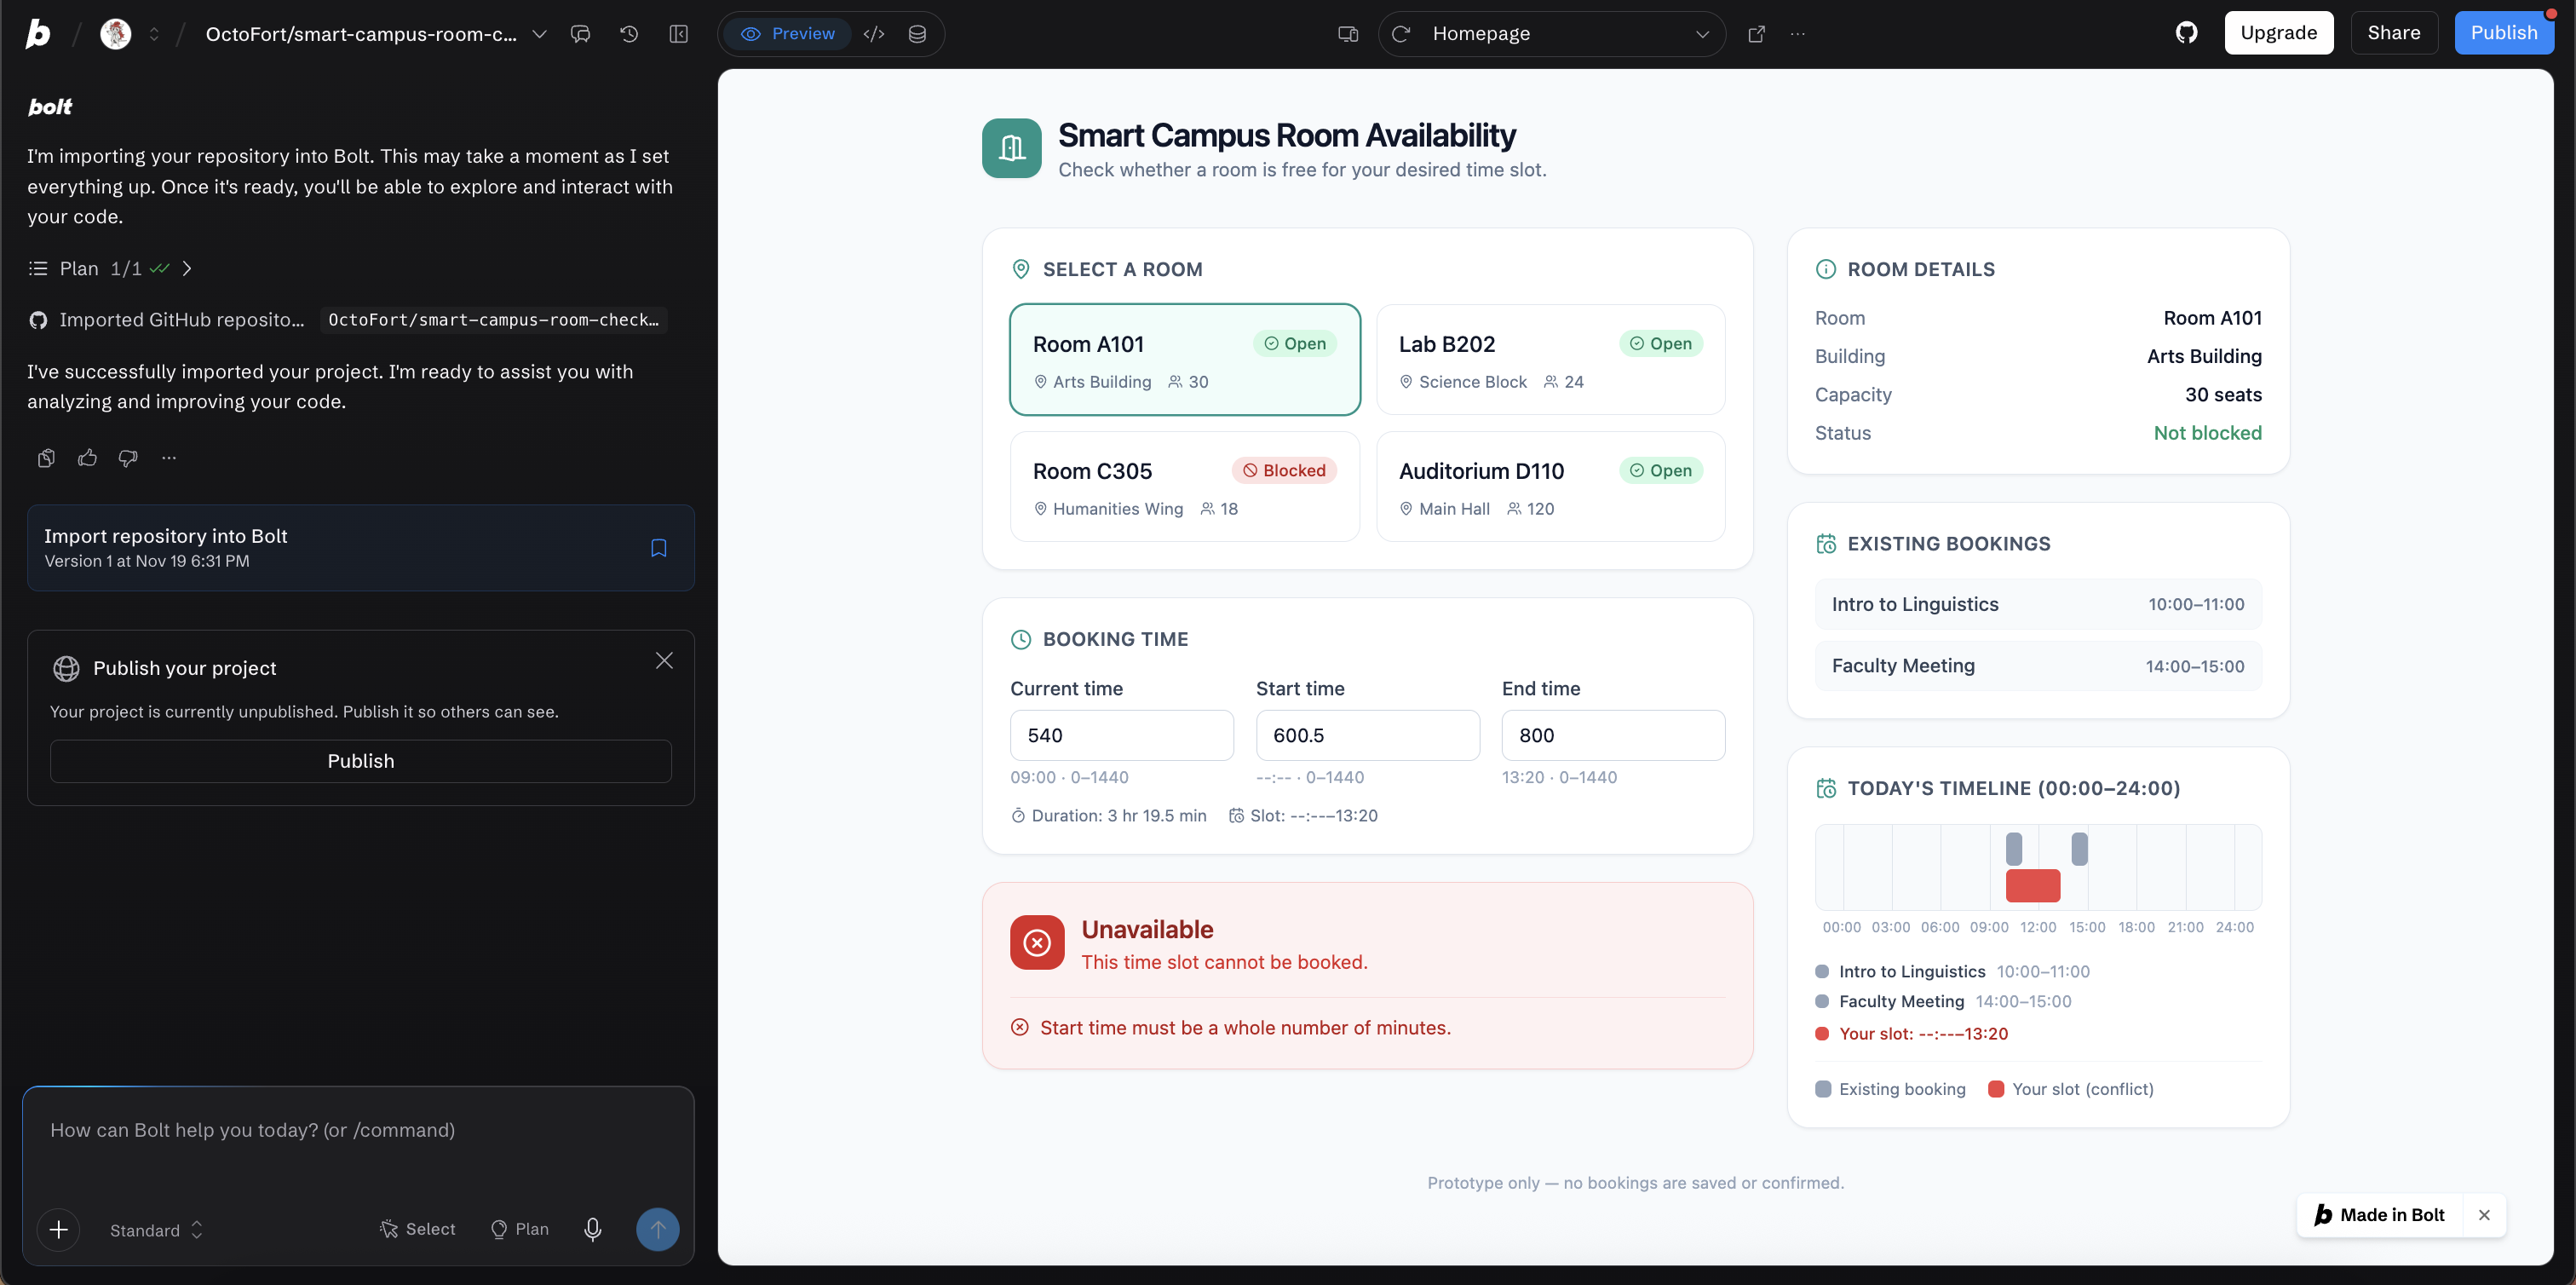 b / / OctoFort/smart-campus-room-c... Preview </> Homepage ... Upgrade Share Publish
bolt
I'm importing your repository into Bolt. This may take a moment as I set
everything up. Once it's ready, you'll be able to explore and interact with
your code.
Plan 1/1
Imported GitHub reposito... OctoFort/smart-campus-room-check…
I've successfully imported your project. I'm ready to assist you with
analyzing and improving your code.
Import repository into Bolt
Version 1 at Nov 19 6:31 PM
Publish your project
Your project is currently unpublished. Publish it so others can see.
Publish
How can Bolt help you today? (or /command)
Standard Select Plan
Smart Campus Room Availability
Check whether a room is free for your desired time slot.
SELECT A ROOM
Room A101 Open
Arts Building 30
Lab B202 Open
Science Block 24
Room C305 Blocked
Humanities Wing 18
Auditorium D110 Open
Main Hall 120
BOOKING TIME
Current time Start time End time
540 600.5 800
09:00 · 0–1440 --:-- · 0–1440 13:20 · 0–1440
Duration: 3 hr 19.5 min Slot: --:--–13:20
Unavailable
This time slot cannot be booked.
Start time must be a whole number of minutes.
ROOM DETAILS
Room Room A101
Building Arts Building
Capacity 30 seats
Status Not blocked
EXISTING BOOKINGS
Intro to Linguistics 10:00–11:00
Faculty Meeting 14:00–15:00
TODAY'S TIMELINE (00:00–24:00)
00:00 03:00 06:00 09:00 12:00 15:00 18:00 21:00 24:00
Intro to Linguistics 10:00–11:00
Faculty Meeting 14:00–15:00
Your slot: --:--–13:20
Existing booking Your slot (conflict)
Prototype only — no bookings are saved or confirmed.
b Made in Bolt